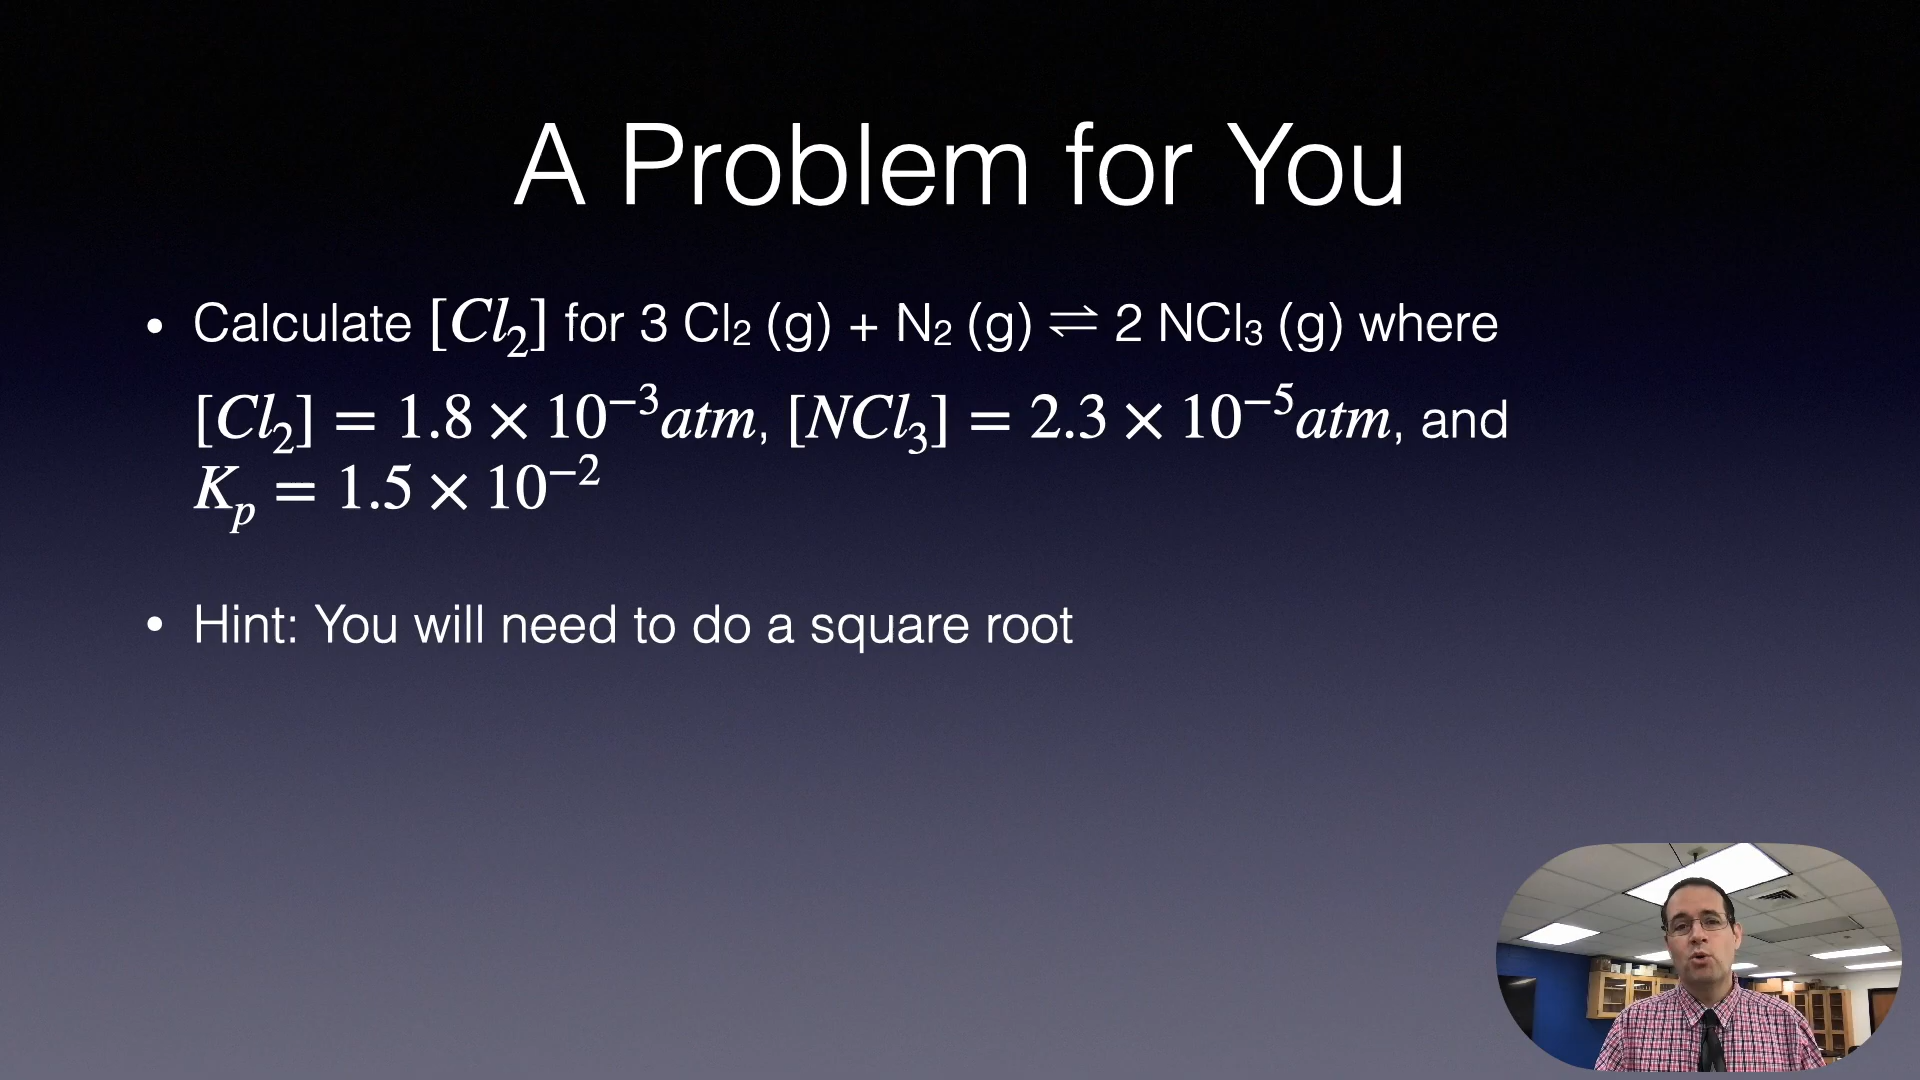 A Problem for You
• Calculate [Cl₂] for 3 Cl₂ (g) + N₂ (g) ⇌ 2 NCl₃ (g) where
[Cl₂] = 1.8 × 10⁻³atm, [NCl₃] = 2.3 × 10⁻⁵atm, and
Kₚ = 1.5 × 10⁻²
• Hint: You will need to do a square root